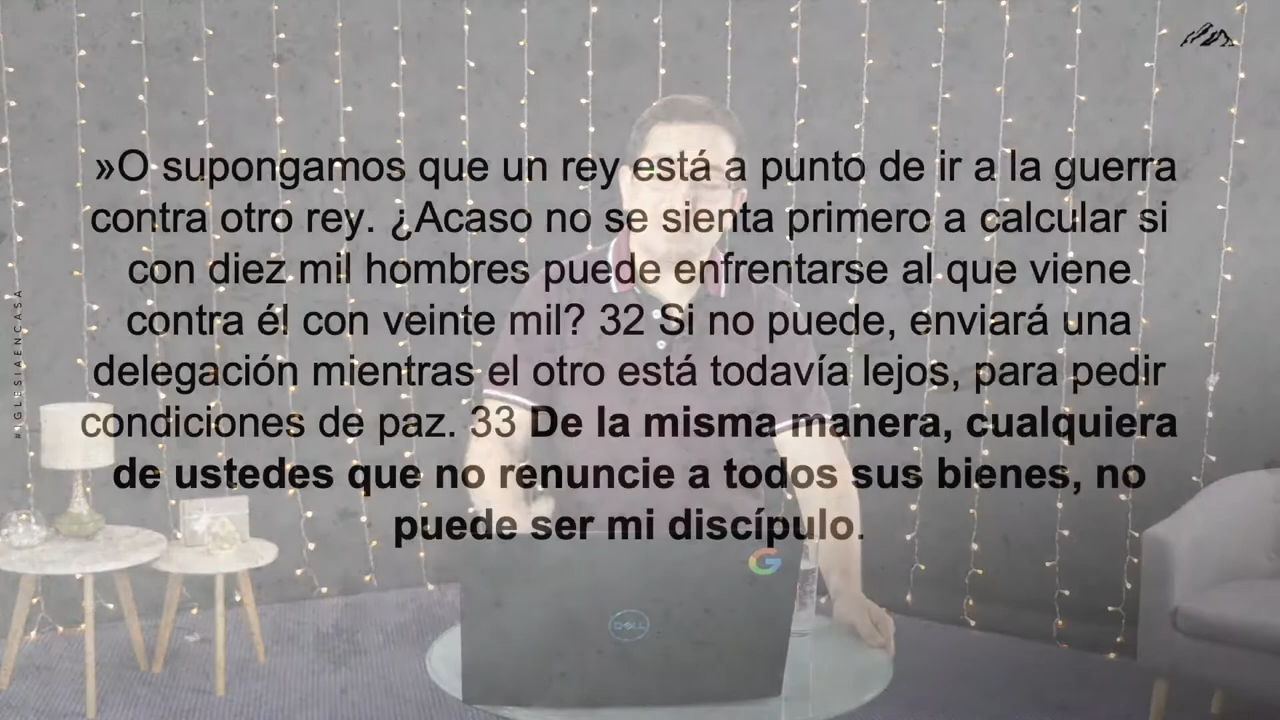 »O supongamos que un rey está a punto de ir a la guerra
contra otro rey. ¿Acaso no se sienta primero a calcular si
con diez mil hombres puede enfrentarse al que viene
contra él con veinte mil? 32 Si no puede, enviará una
delegación mientras el otro está todavía lejos, para pedir
condiciones de paz. 33 De la misma manera, cualquiera
de ustedes que no renuncie a todos sus bienes, no
puede ser mi discípulo.
#IGLESIAENCASA
G
DELL